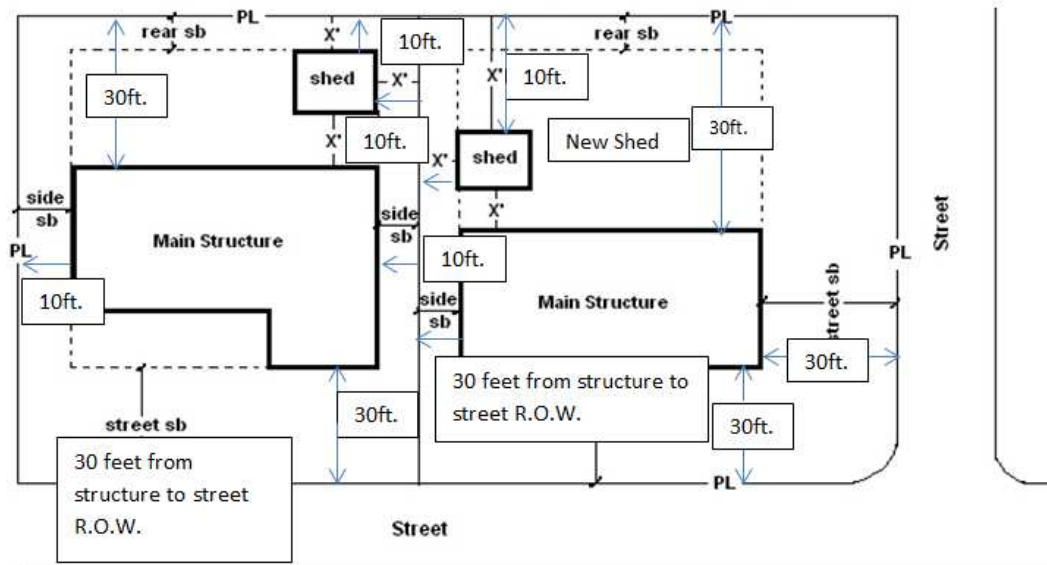 PL
PL
rear sb
X'
10ft.
rear sb
shed
X'
X'
10ft.
30ft.
10ft.
New Shed
30ft.
X'
X'
shed
X'
side
sb
side
sb
Main Structure
PL
10ft.
10ft.
PL
Street
side
sb
Main Structure
street sb
30ft.
30 feet from structure to
street R.O.W.
30ft.
30ft.
street sb
30 feet from
structure to street
R.O.W.
PL
Street